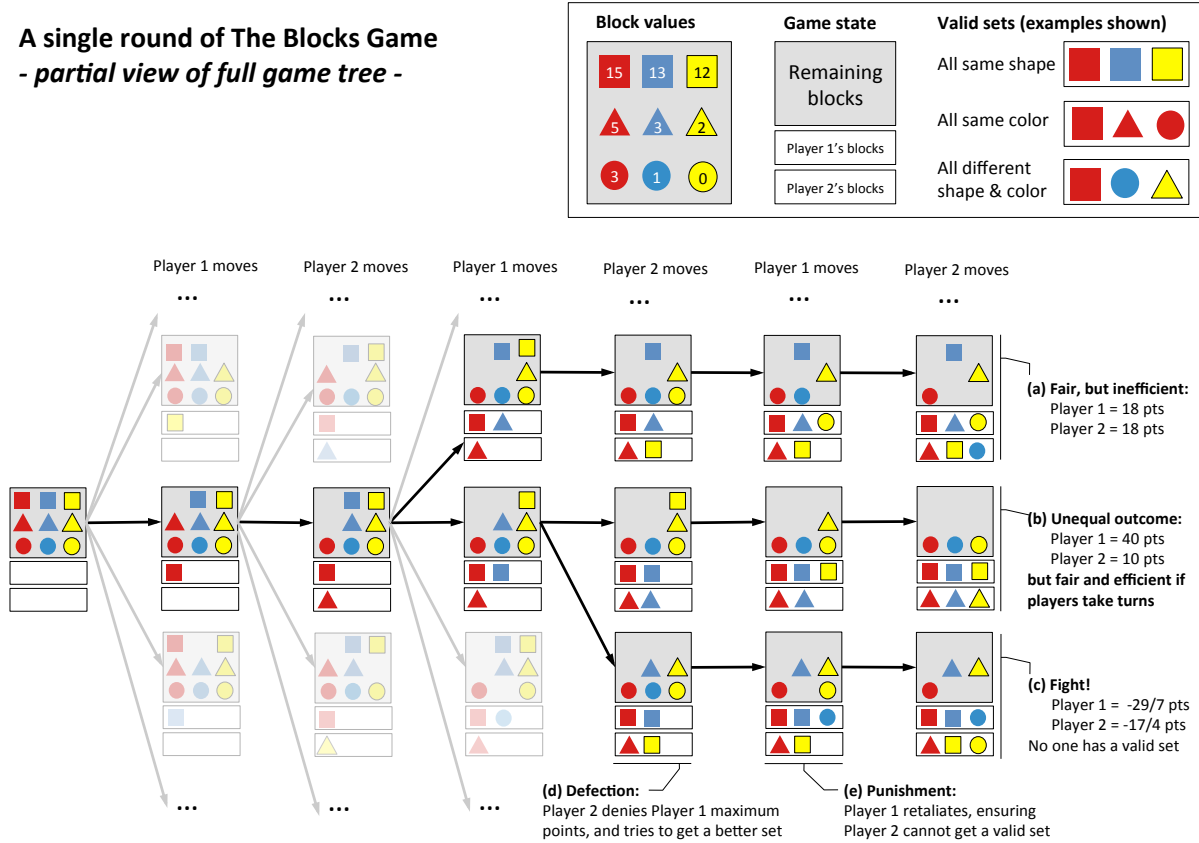 A single round of The Blocks Game
- partial view of full game tree -
Block values
Game state
Valid sets (examples shown)
15 13 12
5 3 2
3 1 0
Remaining
blocks
Player 1's blocks
Player 2's blocks
All same shape
All same color
All different
shape & color
Player 1 moves
Player 2 moves
Player 1 moves
Player 2 moves
Player 1 moves
Player 2 moves
... ... ... ... ... ...
(a) Fair, but inefficient:
Player 1 = 18 pts
Player 2 = 18 pts
(b) Unequal outcome:
Player 1 = 40 pts
Player 2 = 10 pts
but fair and efficient if
players take turns
(c) Fight!
Player 1 = -29/7 pts
Player 2 = -17/4 pts
No one has a valid set
(d) Defection:
Player 2 denies Player 1 maximum
points, and tries to get a better set
(e) Punishment:
Player 1 retaliates, ensuring
Player 2 cannot get a valid set
... ... ...